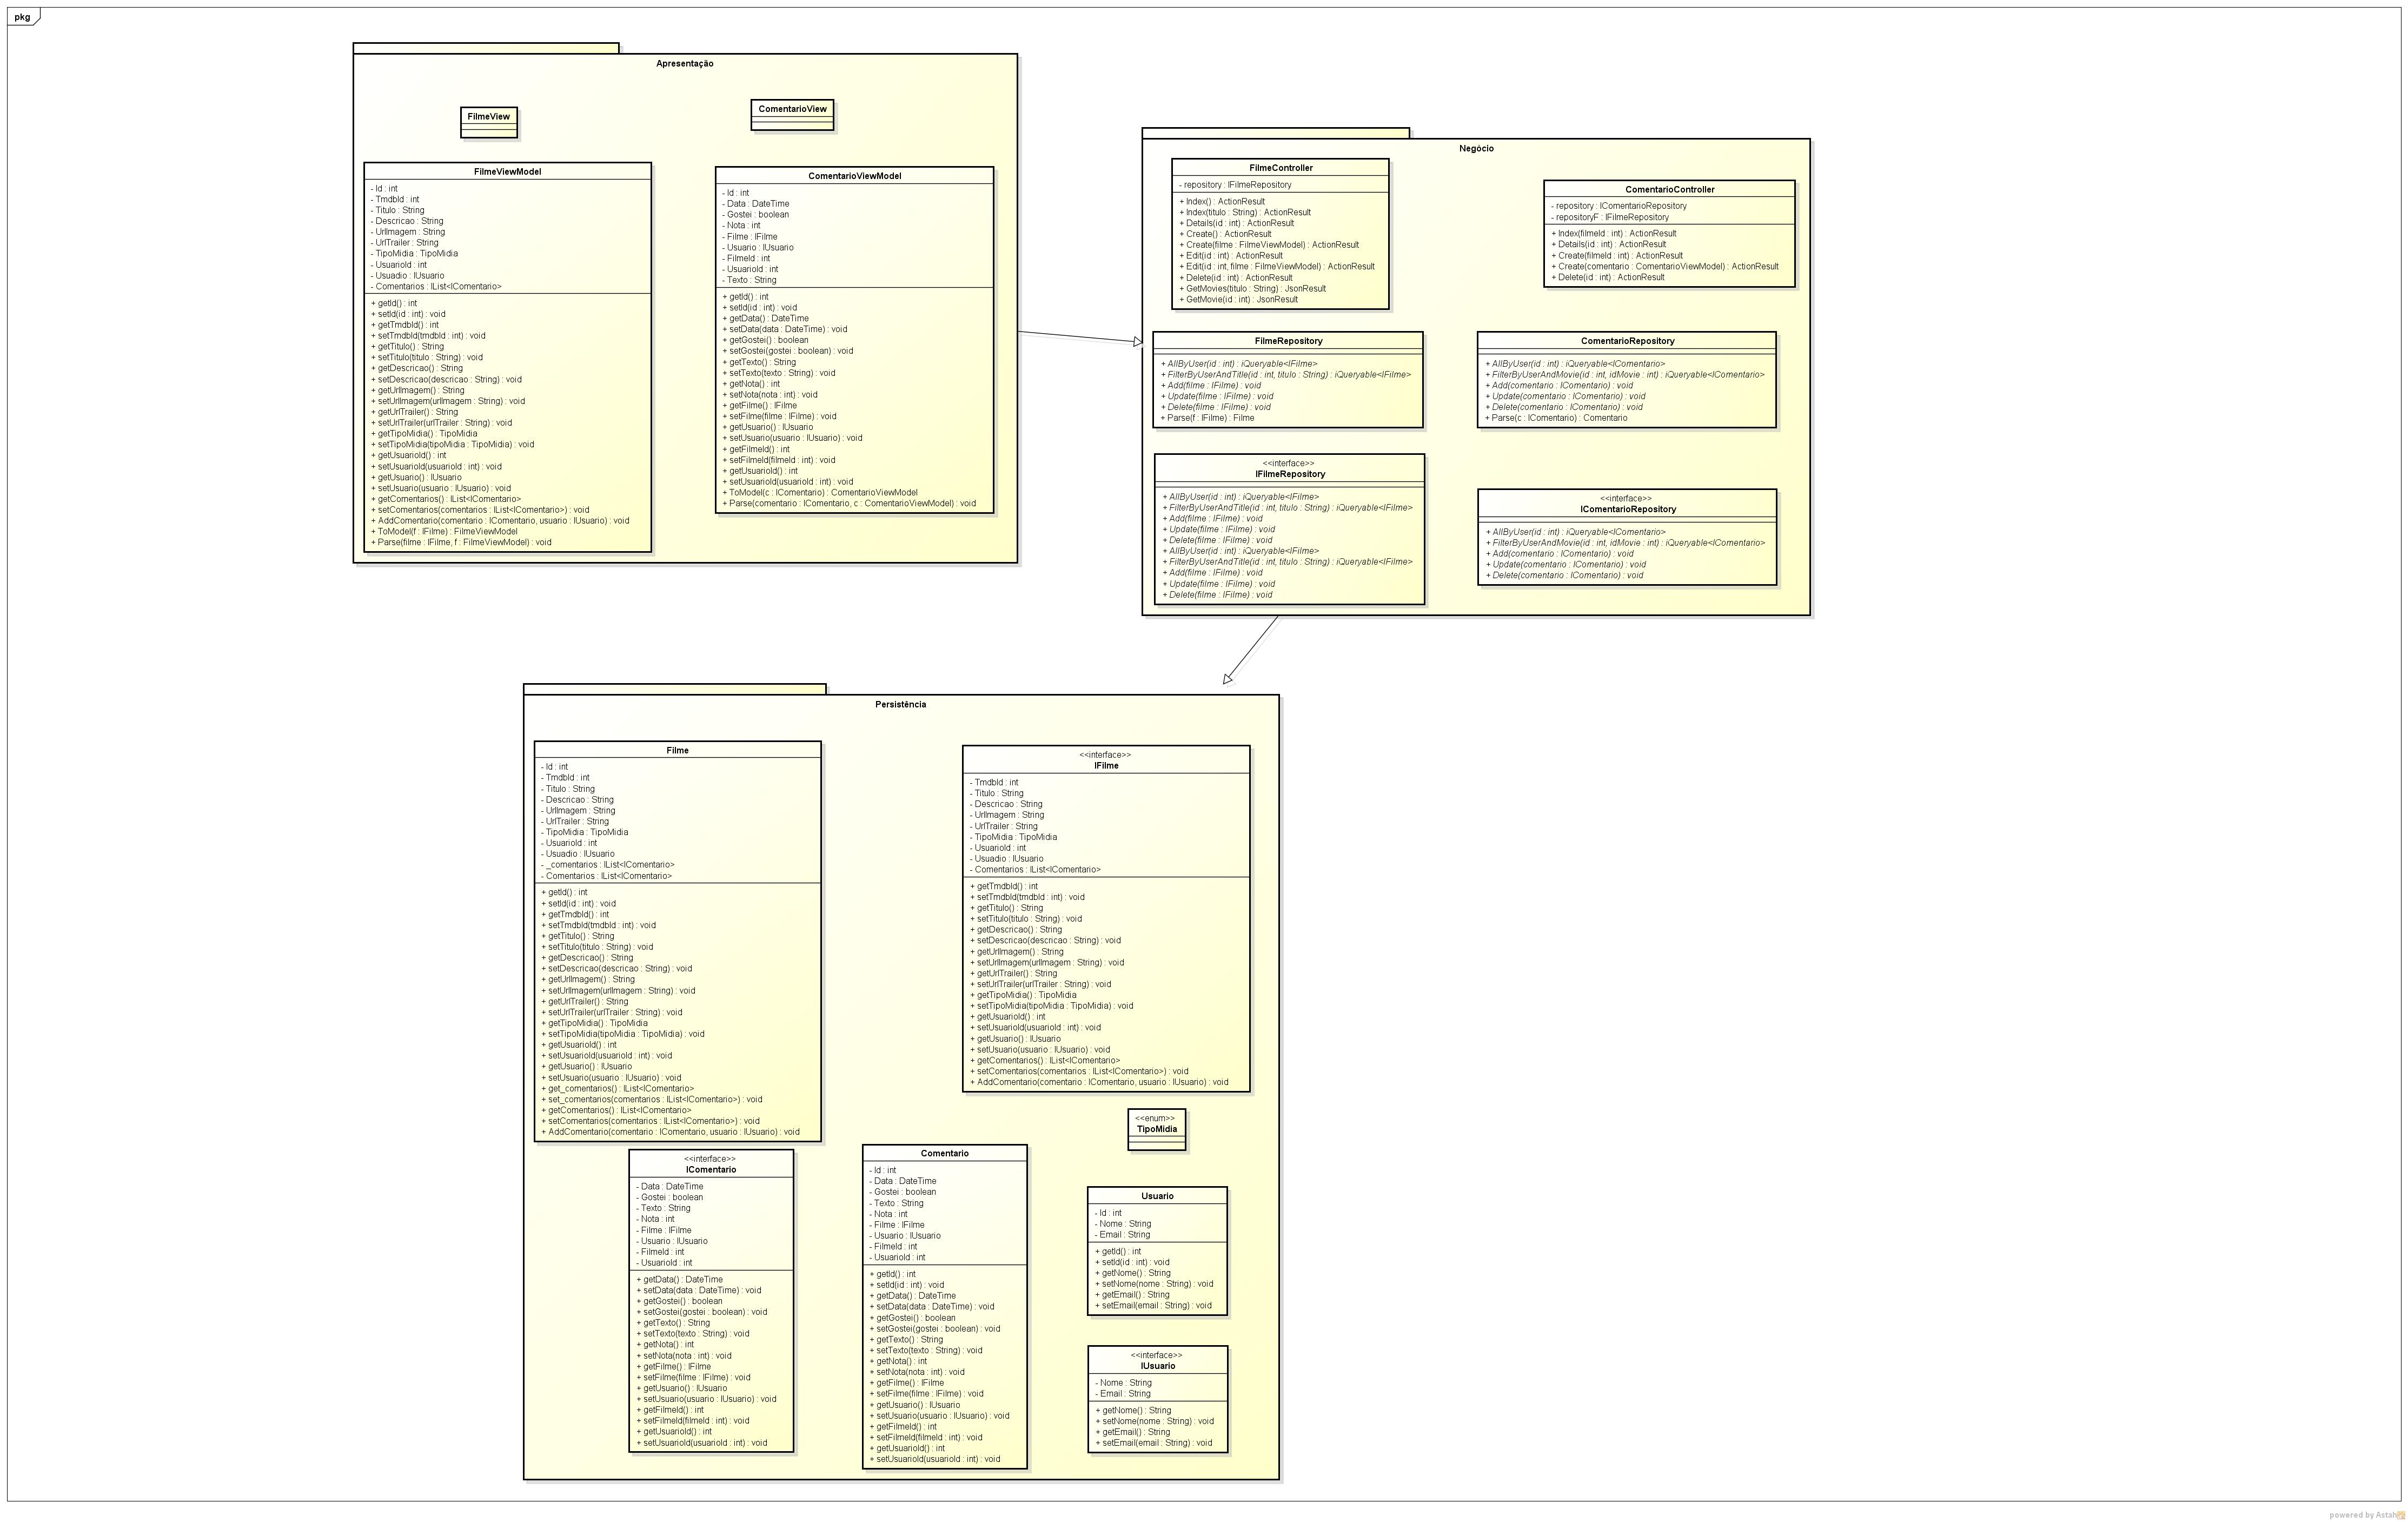 pkg
Apresentação
FilmeView
ComentarioView
FilmeViewModel
- Id : int
- TmdbId : int
- Titulo : String
- Descricao : String
- UrlImagem : String
- UrlTrailer : String
- TipoMidia : TipoMidia
- UsuarioId : int
- Usuadio : IUsuario
- Comentarios : IList<IComentario>
+ getId() : int
+ setId(id : int) : void
+ getTmdbId() : int
+ setTmdbId(tmdbId : int) : void
+ getTitulo() : String
+ setTitulo(titulo : String) : void
+ getDescricao() : String
+ setDescricao(descricao : String) : void
+ getUrlImagem() : String
+ setUrlImagem(urlImagem : String) : void
+ getUrlTrailer() : String
+ setUrlTrailer(urlTrailer : String) : void
+ getTipoMidia() : TipoMidia
+ setTipoMidia(tipoMidia : TipoMidia) : void
+ getUsuarioId() : int
+ setUsuarioId(usuarioId : int) : void
+ getUsuario() : IUsuario
+ setUsuario(usuario : IUsuario) : void
+ getComentarios() : IList<IComentario>
+ setComentarios(comentarios : IList<IComentario>) : void
+ AddComentario(comentario : IComentario, usuario : IUsuario) : void
+ ToModel(f : IFilme) : FilmeViewModel
+ Parse(filme : IFilme, f : FilmeViewModel) : void
ComentarioViewModel
- Id : int
- Data : DateTime
- Gostei : boolean
- Nota : int
- Filme : IFilme
- Usuario : IUsuario
- FilmeId : int
- UsuarioId : int
- Texto : String
+ getId() : int
+ setId(id : int) : void
+ getData() : DateTime
+ setData(data : DateTime) : void
+ getGostei() : boolean
+ setGostei(gostei : boolean) : void
+ getTexto() : String
+ setTexto(texto : String) : void
+ getNota() : int
+ setNota(nota : int) : void
+ getFilme() : IFilme
+ setFilme(filme : IFilme) : void
+ getUsuario() : IUsuario
+ setUsuario(usuario : IUsuario) : void
+ getFilmeId() : int
+ setFilmeId(filmeId : int) : void
+ getUsuarioId() : int
+ setUsuarioId(usuarioId : int) : void
+ ToModel(c : IComentario) : ComentarioViewModel
+ Parse(comentario : IComentario, c : ComentarioViewModel) : void
Negócio
FilmeController
- repository : IFilmeRepository
+ Index() : ActionResult
+ Index(titulo : String) : ActionResult
+ Details(id : int) : ActionResult
+ Create() : ActionResult
+ Create(filme : FilmeViewModel) : ActionResult
+ Edit(id : int) : ActionResult
+ Edit(id : int, filme : FilmeViewModel) : ActionResult
+ Delete(id : int) : ActionResult
+ GetMovies(titulo : String) : JsonResult
+ GetMovie(id : int) : JsonResult
ComentarioController
- repository : IComentarioRepository
- repositoryF : IFilmeRepository
+ Index(filmeId : int) : ActionResult
+ Details(id : int) : ActionResult
+ Create(filmeId : int) : ActionResult
+ Create(comentario : ComentarioViewModel) : ActionResult
+ Delete(id : int) : ActionResult
FilmeRepository
+ AllByUser(id : int) : iQueryable<IFilme>
+ FilterByUserAndTitle(id : int, titulo : String) : iQueryable<IFilme>
+ Add(filme : IFilme) : void
+ Update(filme : IFilme) : void
+ Delete(filme : IFilme) : void
+ Parse(f : IFilme) : Filme
ComentarioRepository
+ AllByUser(id : int) : iQueryable<IComentario>
+ FilterByUserAndMovie(id : int, idMovie : int) : iQueryable<IComentario>
+ Add(comentario : IComentario) : void
+ Update(comentario : IComentario) : void
+ Delete(comentario : IComentario) : void
+ Parse(c : IComentario) : Comentario
<<interface>>
IFilmeRepository
+ AllByUser(id : int) : iQueryable<IFilme>
+ FilterByUserAndTitle(id : int, titulo : String) : iQueryable<IFilme>
+ Add(filme : IFilme) : void
+ Update(filme : IFilme) : void
+ Delete(filme : IFilme) : void
+ AllByUser(id : int) : iQueryable<IFilme>
+ FilterByUserAndTitle(id : int, titulo : String) : iQueryable<IFilme>
+ Add(filme : IFilme) : void
+ Update(filme : IFilme) : void
+ Delete(filme : IFilme) : void
<<interface>>
IComentarioRepository
+ AllByUser(id : int) : iQueryable<IComentario>
+ FilterByUserAndMovie(id : int, idMovie : int) : iQueryable<IComentario>
+ Add(comentario : IComentario) : void
+ Update(comentario : IComentario) : void
+ Delete(comentario : IComentario) : void
Persistência
Filme
- Id : int
- TmdbId : int
- Titulo : String
- Descricao : String
- UrlImagem : String
- UrlTrailer : String
- TipoMidia : TipoMidia
- UsuarioId : int
- Usuadio : IUsuario
- _comentarios : IList<IComentario>
- Comentarios : IList<IComentario>
+ getId() : int
+ setId(id : int) : void
+ getTmdbId() : int
+ setTmdbId(tmdbId : int) : void
+ getTitulo() : String
+ setTitulo(titulo : String) : void
+ getDescricao() : String
+ setDescricao(descricao : String) : void
+ getUrlImagem() : String
+ setUrlImagem(urlImagem : String) : void
+ getUrlTrailer() : String
+ setUrlTrailer(urlTrailer : String) : void
+ getTipoMidia() : TipoMidia
+ setTipoMidia(tipoMidia : TipoMidia) : void
+ getUsuarioId() : int
+ setUsuarioId(usuarioId : int) : void
+ getUsuario() : IUsuario
+ setUsuario(usuario : IUsuario) : void
+ get_comentarios() : IList<IComentario>
+ set_comentarios(comentarios : IList<IComentario>) : void
+ getComentarios() : IList<IComentario>
+ setComentarios(comentarios : IList<IComentario>) : void
+ AddComentario(comentario : IComentario, usuario : IUsuario) : void
<<interface>>
IFilme
- TmdbId : int
- Titulo : String
- Descricao : String
- UrlImagem : String
- UrlTrailer : String
- TipoMidia : TipoMidia
- UsuarioId : int
- Usuadio : IUsuario
- Comentarios : IList<IComentario>
+ getTmdbId() : int
+ setTmdbId(tmdbId : int) : void
+ getTitulo() : String
+ setTitulo(titulo : String) : void
+ getDescricao() : String
+ setDescricao(descricao : String) : void
+ getUrlImagem() : String
+ setUrlImagem(urlImagem : String) : void
+ getUrlTrailer() : String
+ setUrlTrailer(urlTrailer : String) : void
+ getTipoMidia() : TipoMidia
+ setTipoMidia(tipoMidia : TipoMidia) : void
+ getUsuarioId() : int
+ setUsuarioId(usuarioId : int) : void
+ getUsuario() : IUsuario
+ setUsuario(usuario : IUsuario) : void
+ getComentarios() : IList<IComentario>
+ setComentarios(comentarios : IList<IComentario>) : void
+ AddComentario(comentario : IComentario, usuario : IUsuario) : void
<<enum>>
TipoMidia
<<interface>>
IComentario
- Data : DateTime
- Gostei : boolean
- Texto : String
- Nota : int
- Filme : IFilme
- Usuario : IUsuario
- FilmeId : int
- UsuarioId : int
+ getData() : DateTime
+ setData(data : DateTime) : void
+ getGostei() : boolean
+ setGostei(gostei : boolean) : void
+ getTexto() : String
+ setTexto(texto : String) : void
+ getNota() : int
+ setNota(nota : int) : void
+ getFilme() : IFilme
+ setFilme(filme : IFilme) : void
+ getUsuario() : IUsuario
+ setUsuario(usuario : IUsuario) : void
+ getFilmeId() : int
+ setFilmeId(filmeId : int) : void
+ getUsuarioId() : int
+ setUsuarioId(usuarioId : int) : void
Comentario
- Id : int
- Data : DateTime
- Gostei : boolean
- Texto : String
- Nota : int
- Filme : IFilme
- Usuario : IUsuario
- FilmeId : int
- UsuarioId : int
+ getId() : int
+ setId(id : int) : void
+ getData() : DateTime
+ setData(data : DateTime) : void
+ getGostei() : boolean
+ setGostei(gostei : boolean) : void
+ getTexto() : String
+ setTexto(texto : String) : void
+ getNota() : int
+ setNota(nota : int) : void
+ getFilme() : IFilme
+ setFilme(filme : IFilme) : void
+ getUsuario() : IUsuario
+ setUsuario(usuario : IUsuario) : void
+ getFilmeId() : int
+ setFilmeId(filmeId : int) : void
+ getUsuarioId() : int
+ setUsuarioId(usuarioId : int) : void
Usuario
- Id : int
- Nome : String
- Email : String
+ getId() : int
+ setId(id : int) : void
+ getNome() : String
+ setNome(nome : String) : void
+ getEmail() : String
+ setEmail(email : String) : void
<<interface>>
IUsuario
- Nome : String
- Email : String
+ getNome() : String
+ setNome(nome : String) : void
+ getEmail() : String
+ setEmail(email : String) : void
powered by Astah